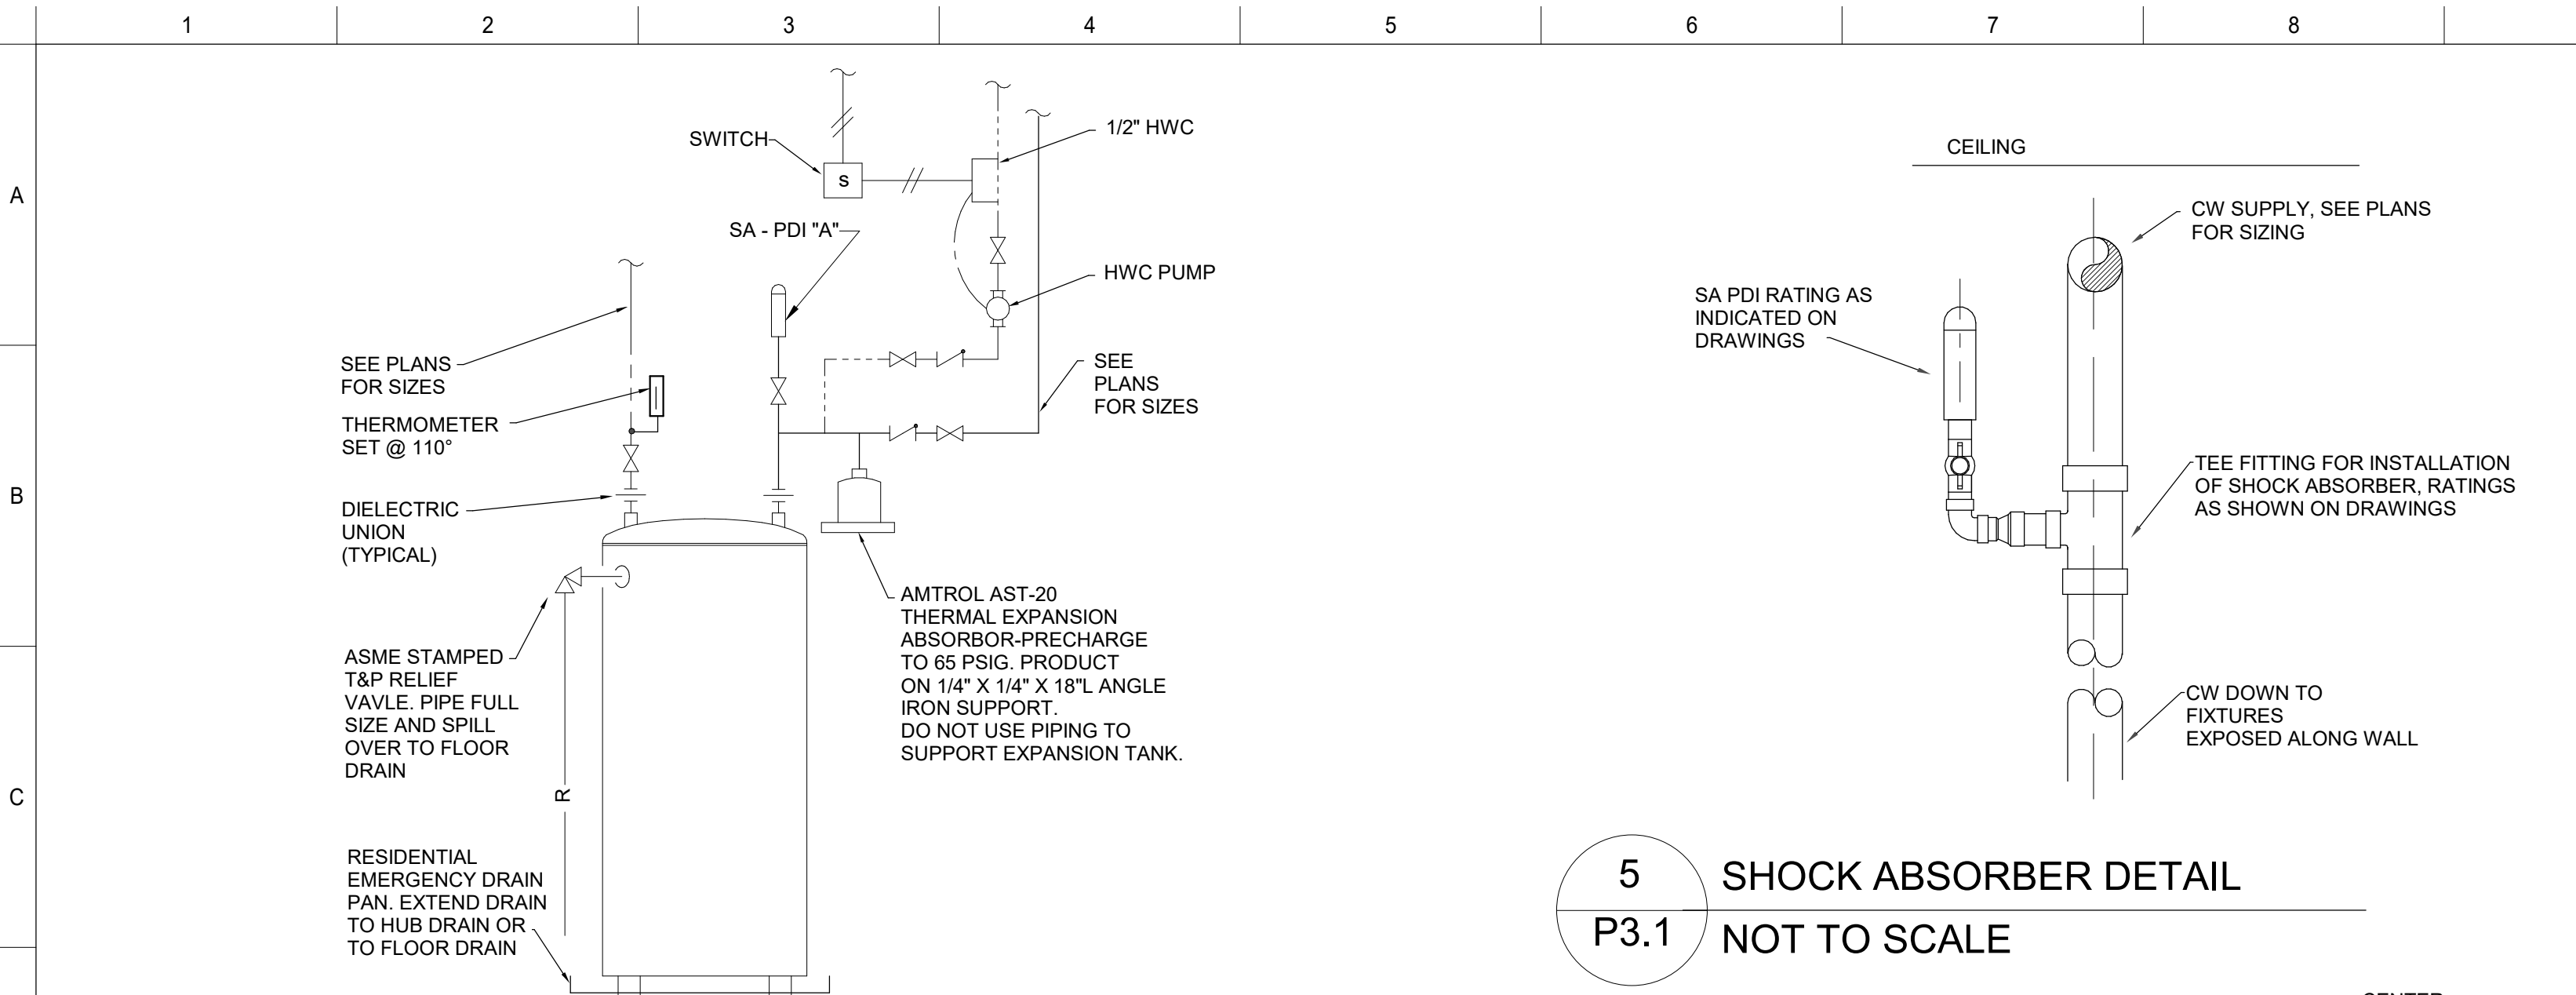 1 2 3 4 5 6 7 8
A
B
C
SWITCH
S
1/2" HWC
SA - PDI "A"
HWC PUMP
SEE PLANS
FOR SIZES
THERMOMETER
SET @ 110°
DIELECTRIC
UNION
(TYPICAL)
SEE
PLANS
FOR SIZES
ASME STAMPED
T&P RELIEF
VAVLE. PIPE FULL
SIZE AND SPILL
OVER TO FLOOR
DRAIN
R
AMTROL AST-20
THERMAL EXPANSION
ABSORBOR-PRECHARGE
TO 65 PSIG. PRODUCT
ON 1/4" X 1/4" X 18"L ANGLE
IRON SUPPORT.
DO NOT USE PIPING TO
SUPPORT EXPANSION TANK.
RESIDENTIAL
EMERGENCY DRAIN
PAN. EXTEND DRAIN
TO HUB DRAIN OR
TO FLOOR DRAIN
CEILING
CW SUPPLY, SEE PLANS
FOR SIZING
SA PDI RATING AS
INDICATED ON
DRAWINGS
TEE FITTING FOR INSTALLATION
OF SHOCK ABSORBER, RATINGS
AS SHOWN ON DRAWINGS
CW DOWN TO
FIXTURES
EXPOSED ALONG WALL
5
P3.1
SHOCK ABSORBER DETAIL
NOT TO SCALE
CENTER